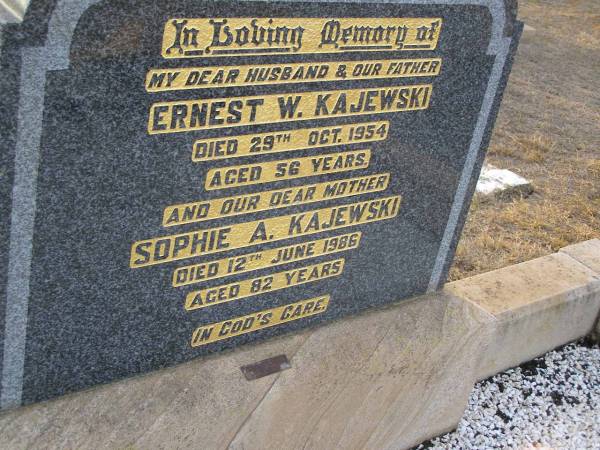 In Loving Memory of
MY DEAR HUSBAND & OUR FATHER
ERNEST W. KAJEWSKI
DIED 29TH OCT. 1954
AGED 56 YEARS.
AND OUR DEAR MOTHER
SOPHIE A. KAJEWSKI
DIED 12TH JUNE 1986
AGED 82 YEARS
IN GOD'S CARE.